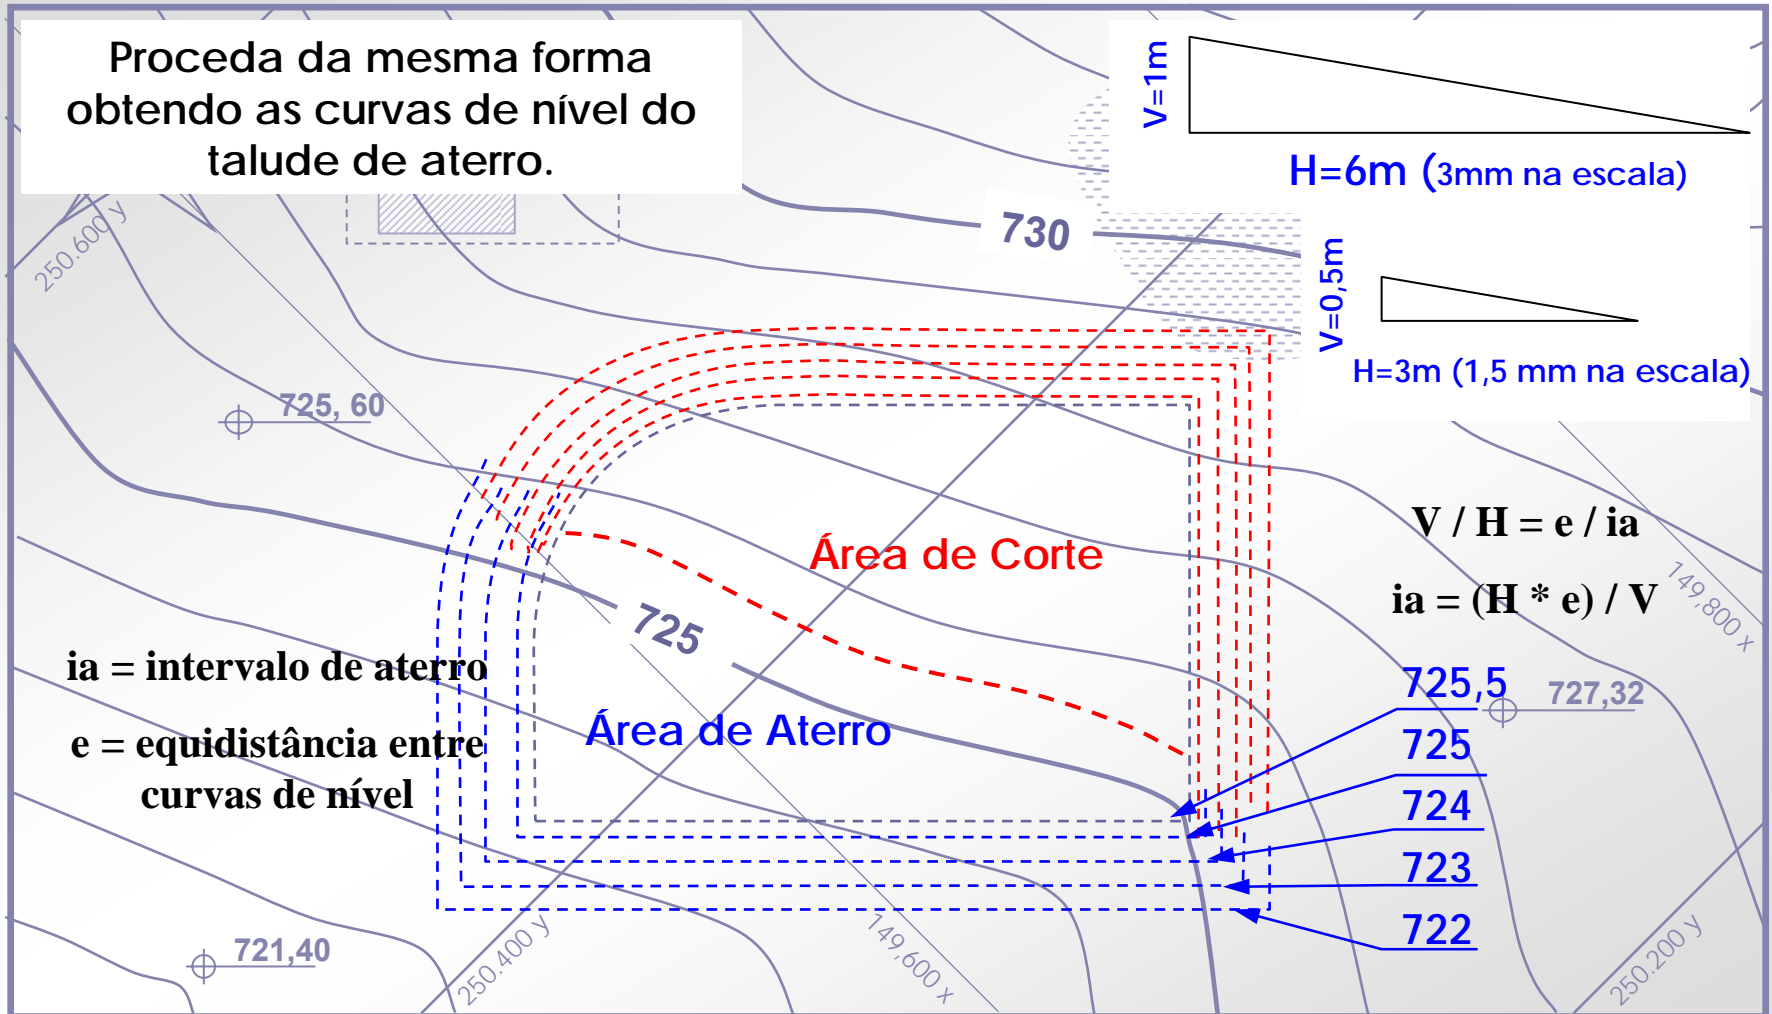 Proceda da mesma forma
obtendo as curvas de nível do
talude de aterro.
V=1m
H=6m (3mm na escala)
V=0,5m
H=3m (1,5 mm na escala)
250.600 y
730
725, 60
Área de Corte
V / H = e / ia
ia = (H * e) / V
149,800 x
725
ia = intervalo de aterro
e = equidistância entre
curvas de nível
Área de Aterro
725,5
727,32
725
724
723
722
721,40
250.400 y
149,600 x
250.200 y